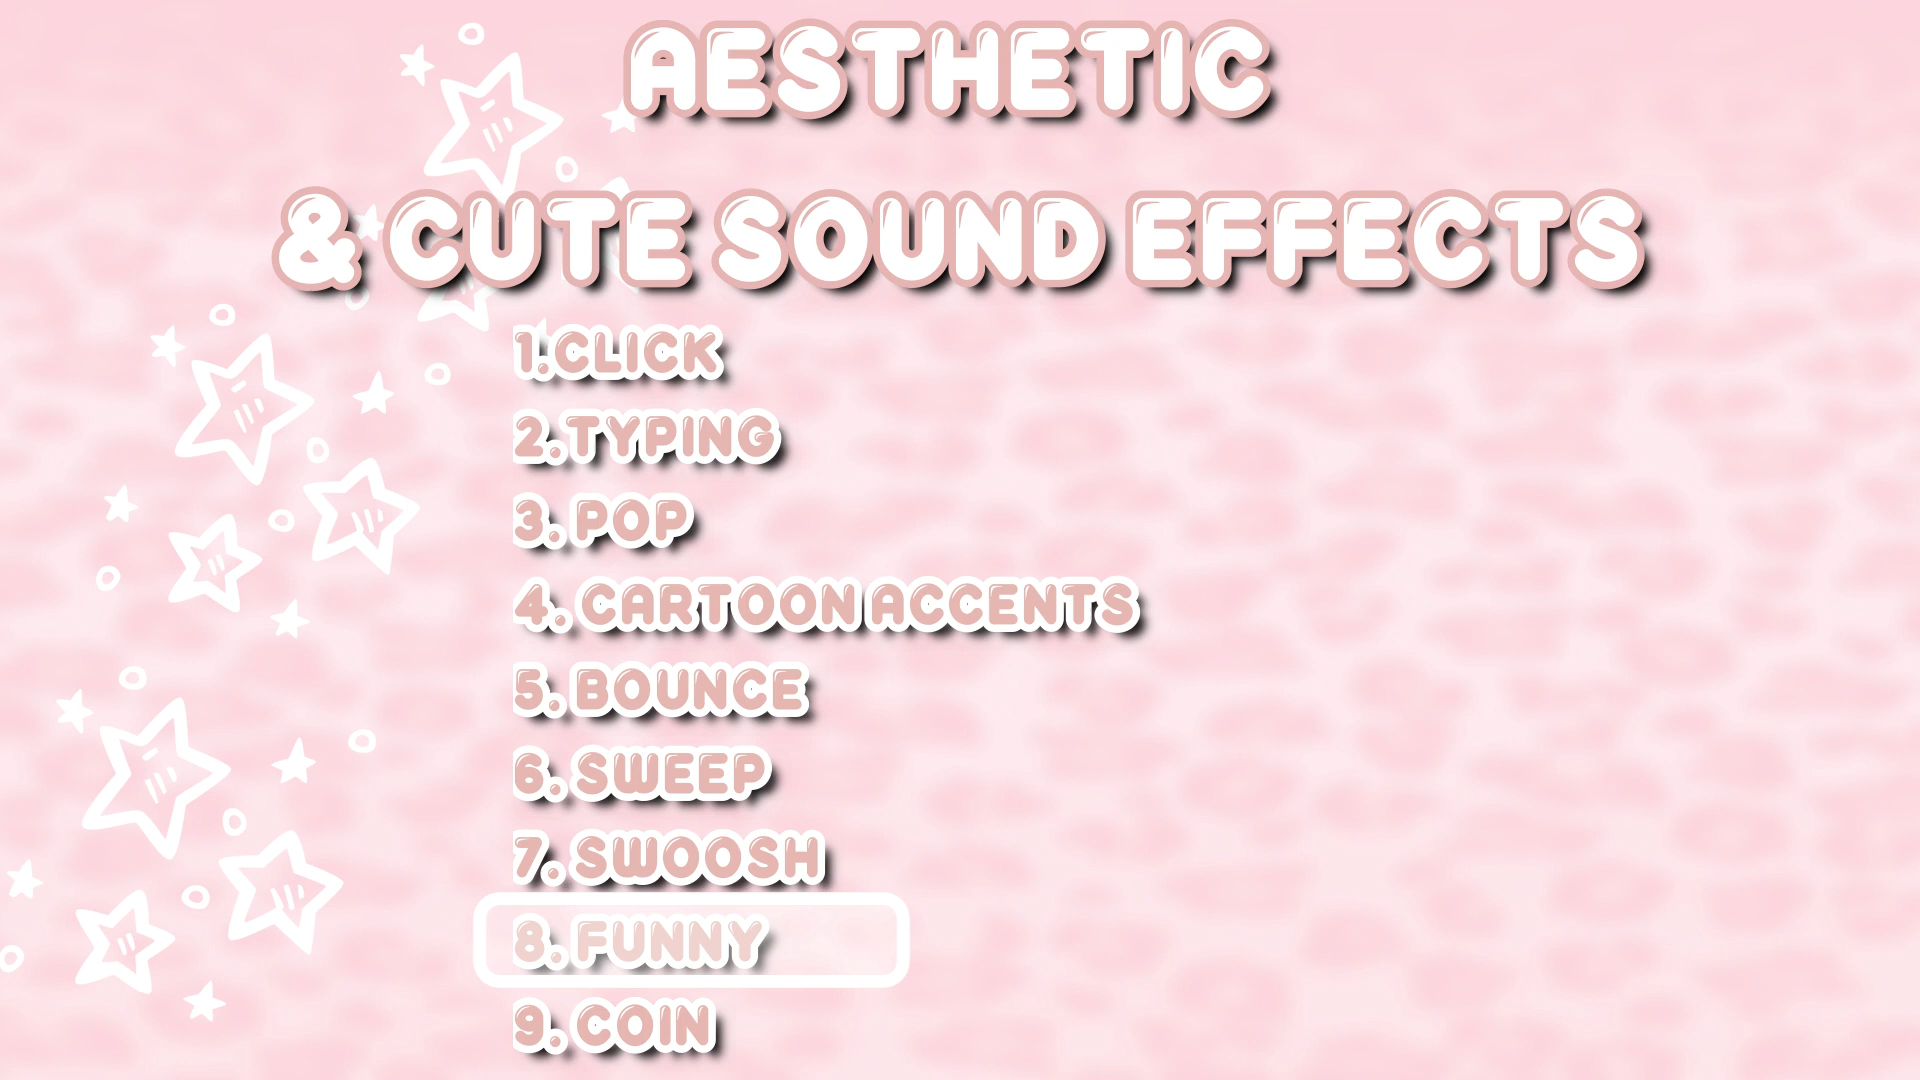 AESTHETIC
& CUTE SOUND EFFECTS
1.CLICK
2.TYPING
3. POP
4. CARTOON ACCENTS
5. BOUNCE
6. SWEEP
7. SWOOSH
8. FUNNY
9. COIN